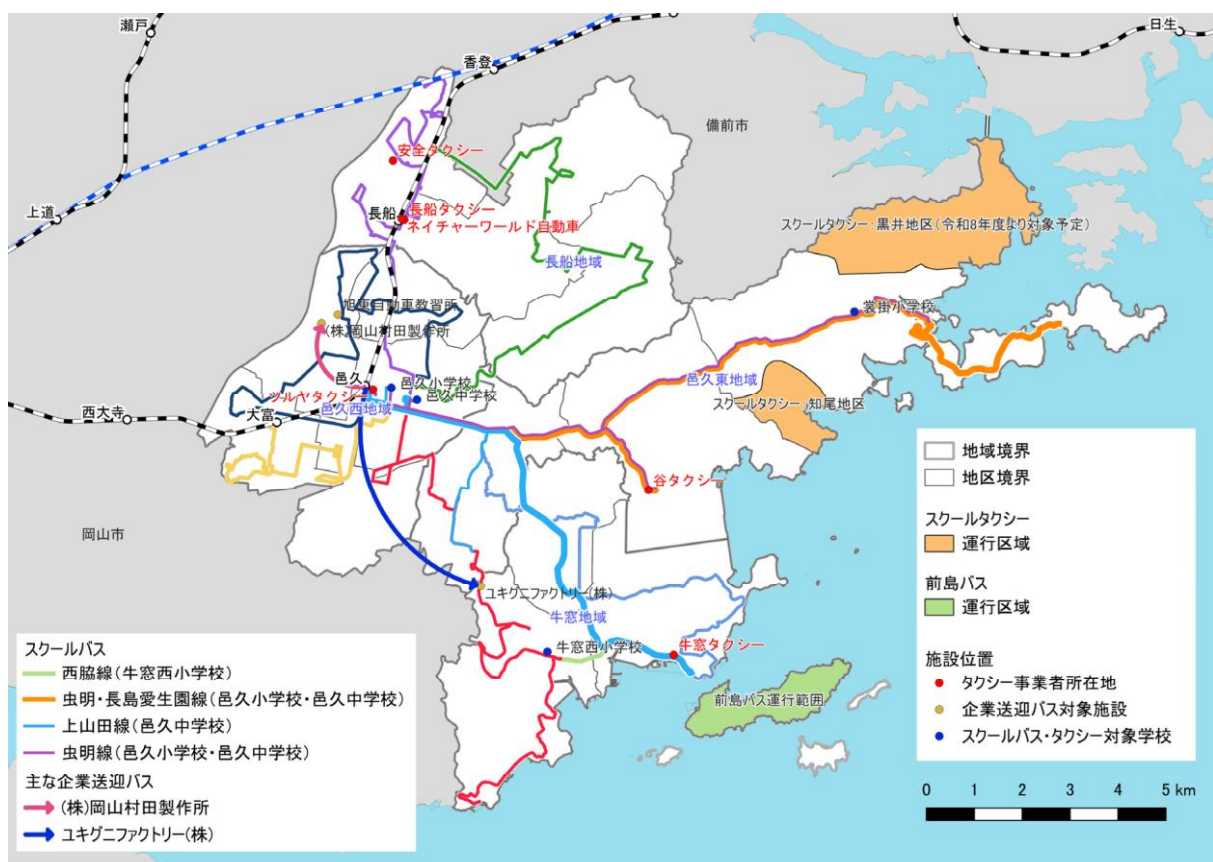 瀬戸
日生
香登
備前市
安全タクシー
上道
長船
長船タクシー
ネイチャーワールド自動車
スクールタクシー：黒井地区（令和8年度より対象予定）
長船地域
旭東自動車教習所
(株)岡山村田製作所
裳掛小学校
邑久
邑久小学校
邑久東地域
ツルヤタクシー
邑久中学校
西大寺
邑久西地域
大富
スクールタクシー：知尾地区
谷タクシー
岡山市
ユキグニファクトリー(株)
牛窓地域
牛窓西小学校
牛窓タクシー
前島バス運行範囲
地域境界
地区境界
スクールタクシー
運行区域
前島バス
運行区域
施設位置
タクシー事業者所在地
企業送迎バス対象施設
スクールバス・タクシー対象学校
0 1 2 3 4 5 km
スクールバス
西脇線（牛窓西小学校）
虫明・長島愛生園線（邑久小学校・邑久中学校）
上山田線（邑久中学校）
虫明線（邑久小学校・邑久中学校）
主な企業送迎バス
(株)岡山村田製作所
ユキグニファクトリー(株)